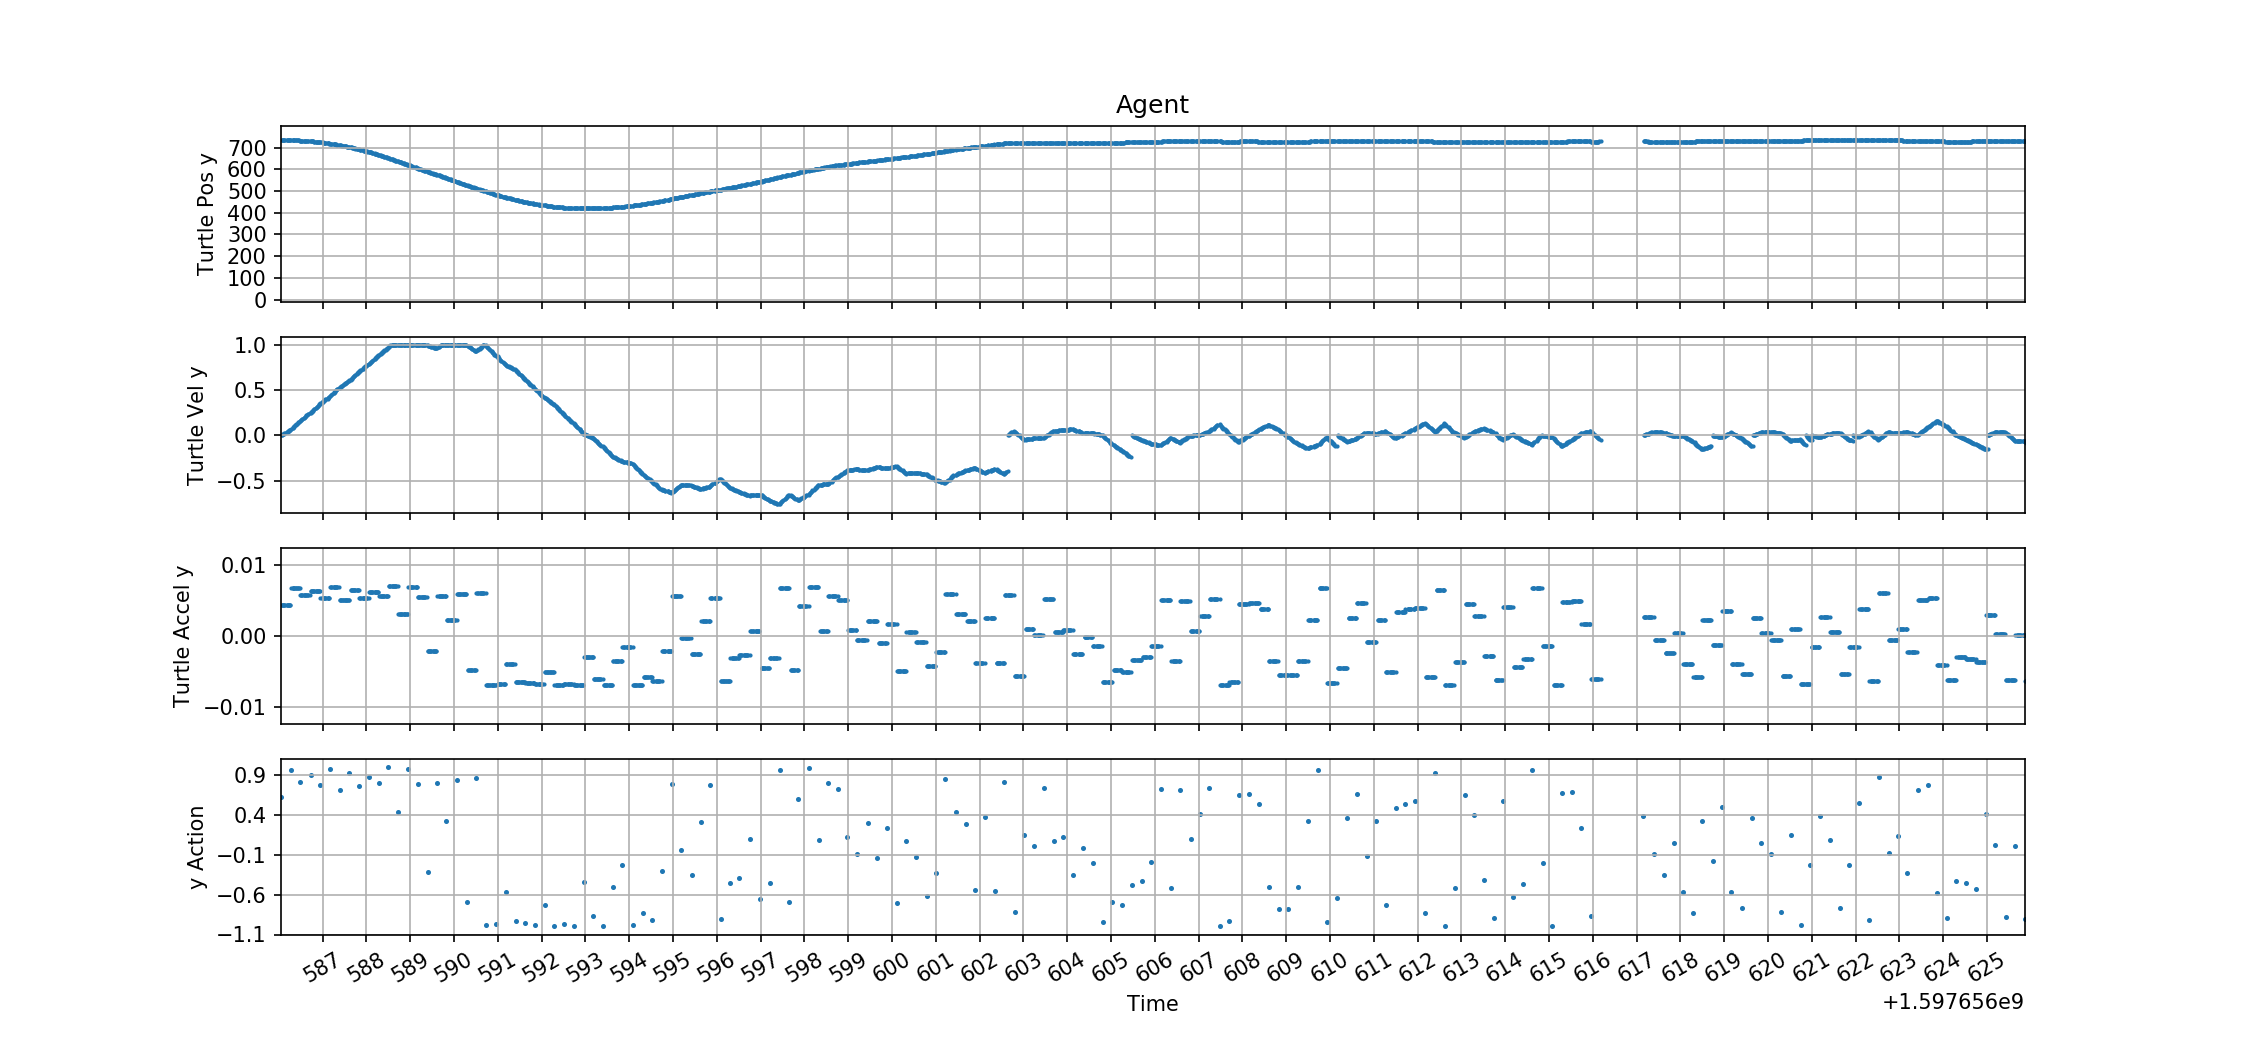 Agent
Turtle Pos y
700
600
500
400
300
200
100
0
Turtle Vel y
1.0
0.5
0.0
−0.5
Turtle Accel y
0.01
0.00
−0.01
y Action
0.9
0.4
−0.1
−0.6
−1.1
587 588 589 590 591 592 593 594 595 596 597 598 599 600 601 602 603 604 605 606 607 608 609 610 611 612 613 614 615 616 617 618 619 620 621 622 623 624 625
Time
+1.597656e9